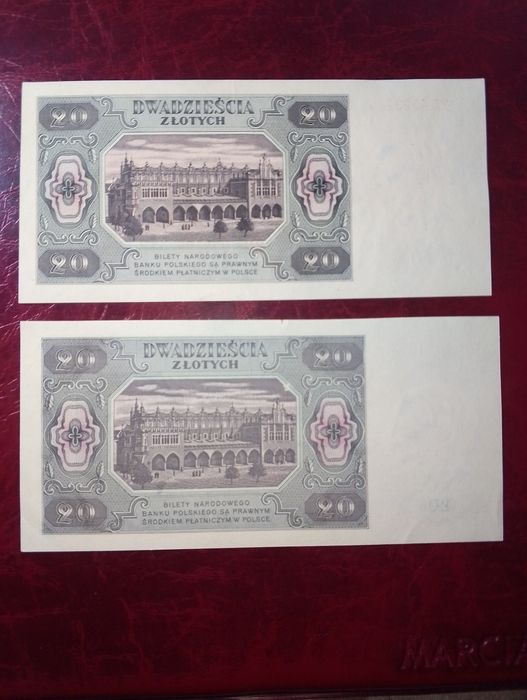 20 DWADZIEŚCIA 20
ZŁOTYCH
20 BILETY NARODOWEGO 20
BANKU POLSKIEGO SĄ PRAWNYM
ŚRODKIEM PŁATNICZYM W POLSCE
20 DWADZIEŚCIA 20
ZŁOTYCH
20 BILETY NARODOWEGO 20
BANKU POLSKIEGO SĄ PRAWNYM
ŚRODKIEM PŁATNICZYM W POLSCE
MARCIA